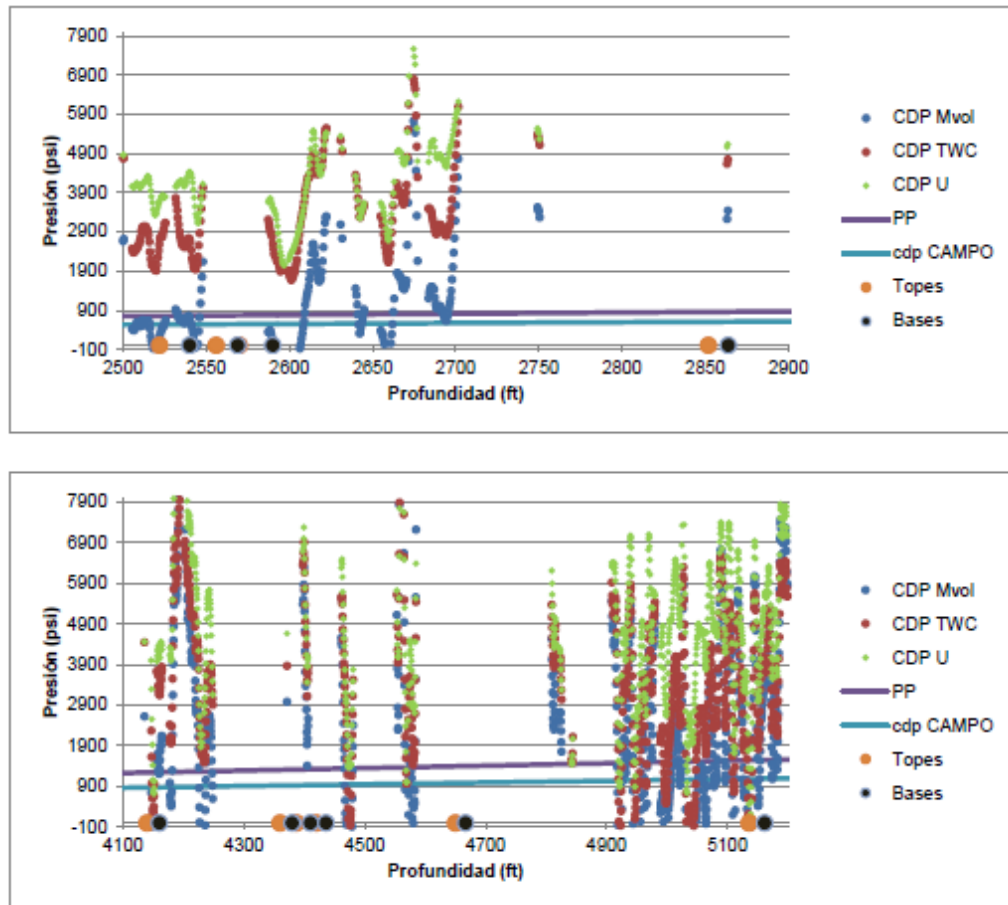 Presión (psi)
7900
6900
5900
4900
3900
2900
1900
900
-100
2500 2550 2600 2650 2700 2750 2800 2850 2900
Profundidad (ft)
CDP Mvol
CDP TWC
CDP U
PP
cdp CAMPO
Topes
Bases
Presión (psi)
7900
6900
5900
4900
3900
2900
1900
900
-100
4100 4300 4500 4700 4900 5100
Profundidad (ft)
CDP Mvol
CDP TWC
CDP U
PP
cdp CAMPO
Topes
Bases